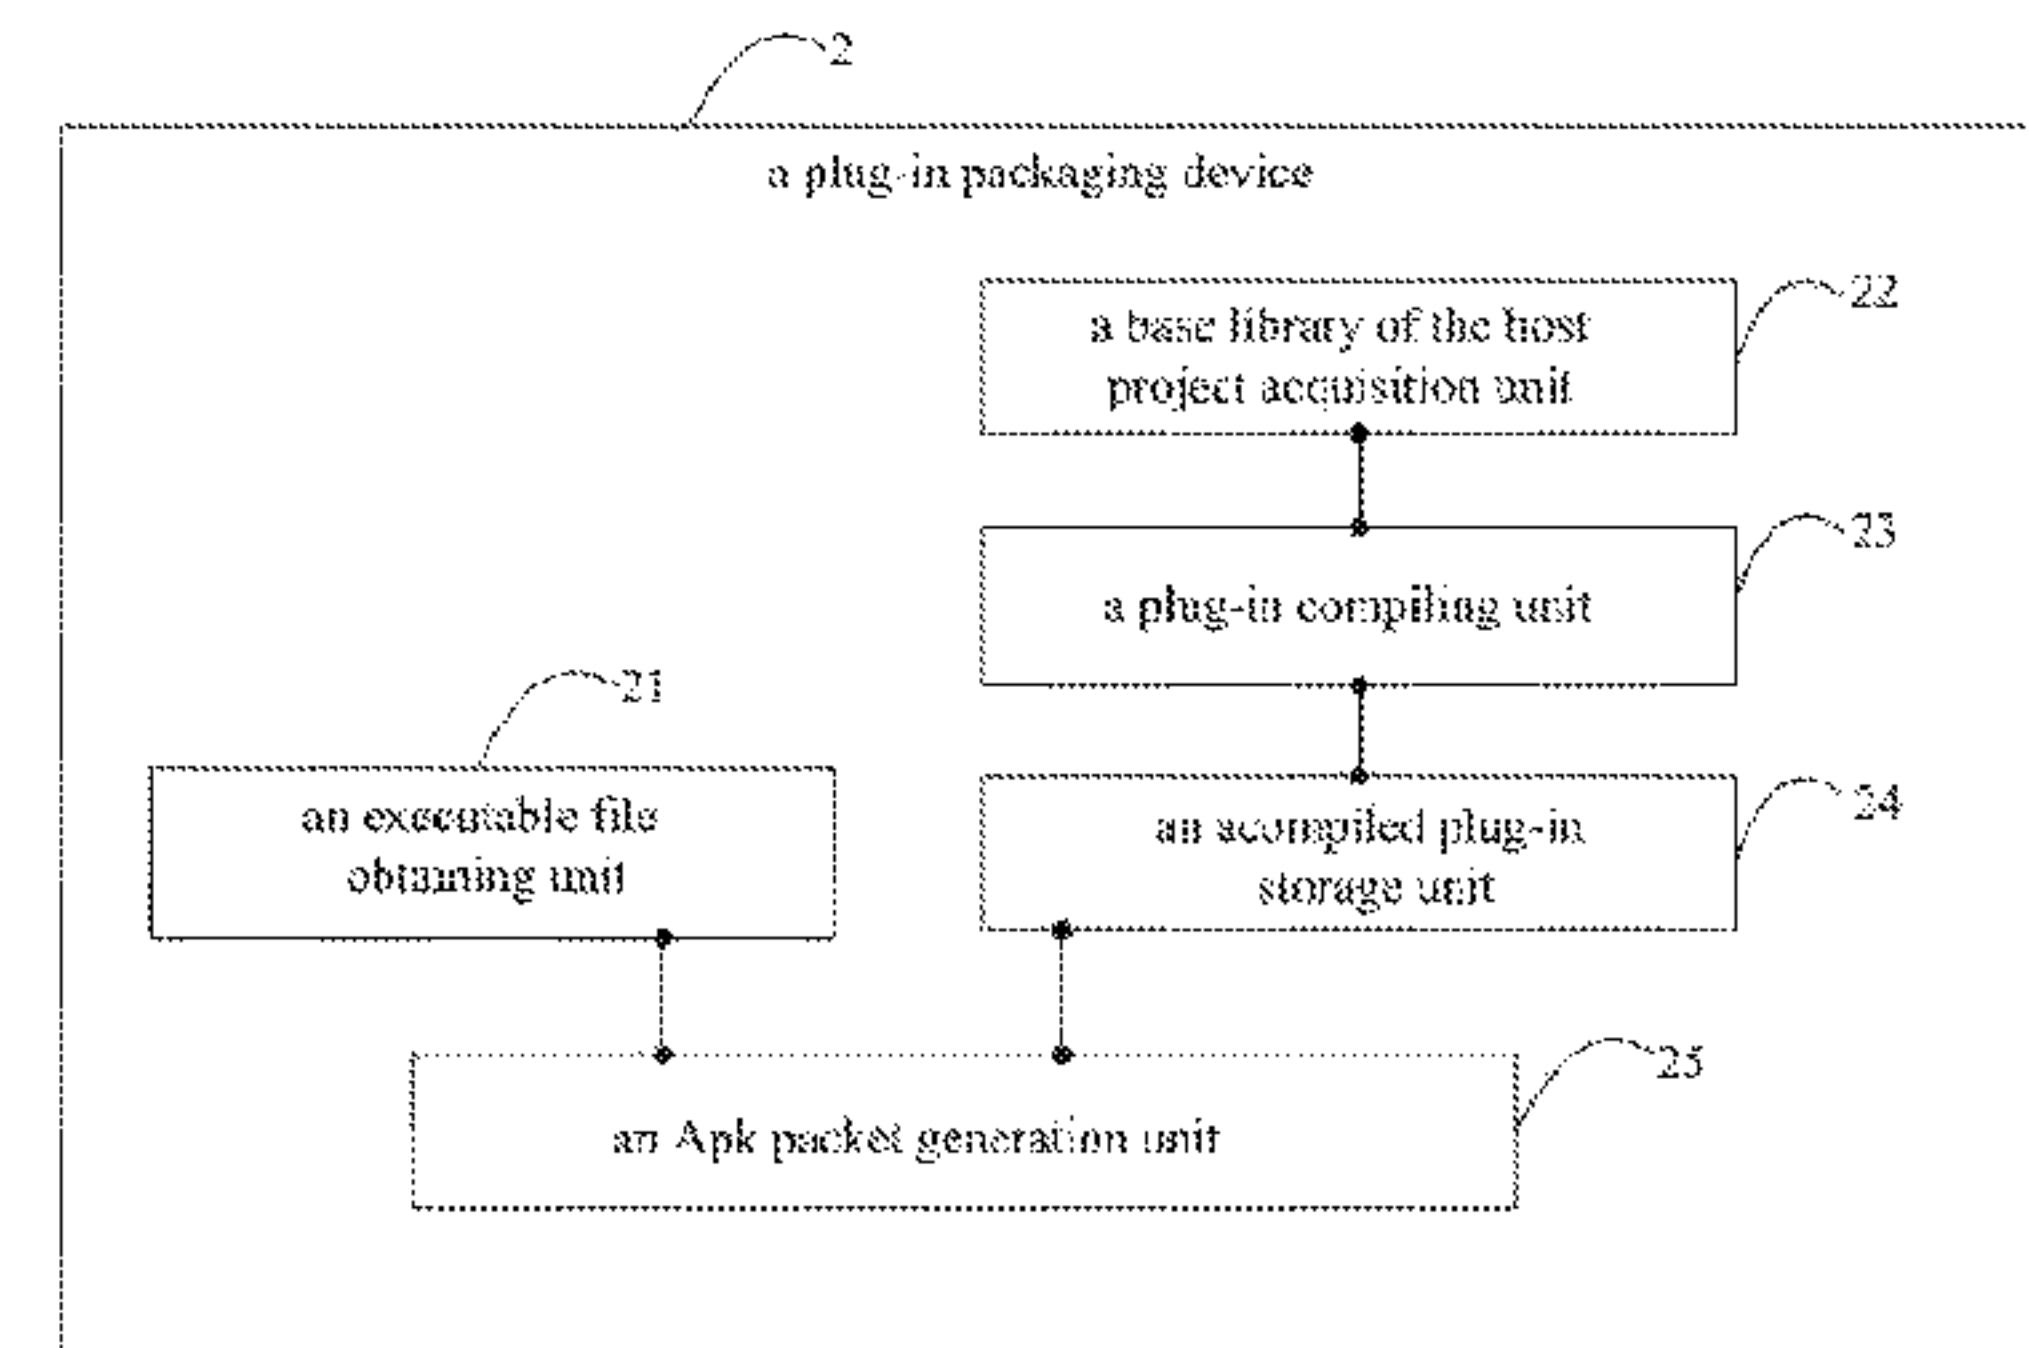 2
a plug-in packaging device
22
a base library of the host
project acquisition unit
23
a plug-in compiling unit
21
an executable file
obtaining unit
24
an acompiled plug-in
storage unit
25
an Apk packet generation unit